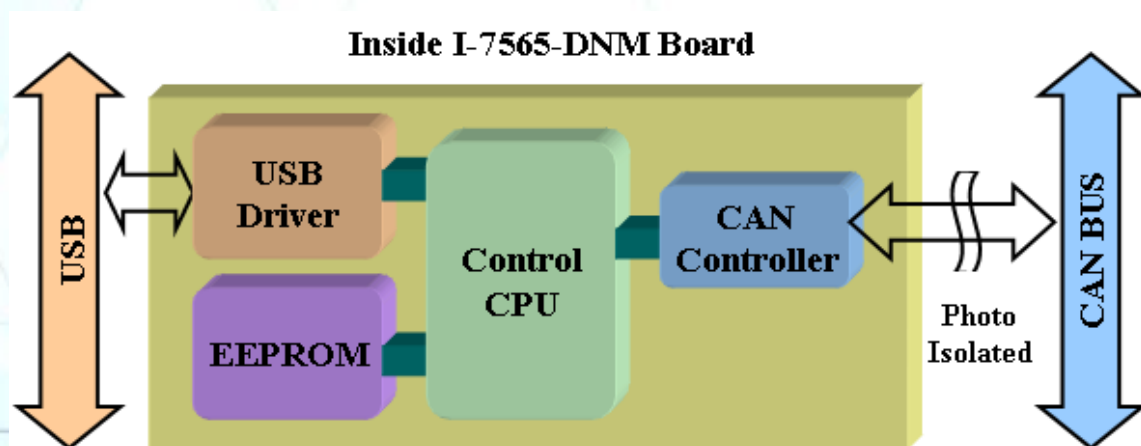 Inside I-7565-DNM Board
USB
USB
Driver
EEPROM
Control
CPU
CAN
Controller
Photo
Isolated
CAN BUS